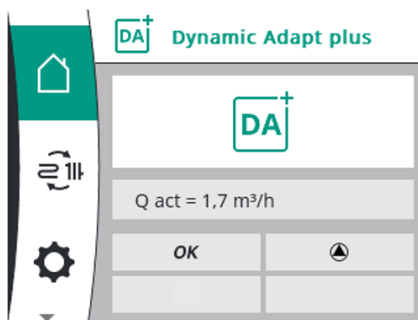 DA+ Dynamic Adapt plus
DA+
Q act = 1,7 m³/h
OK